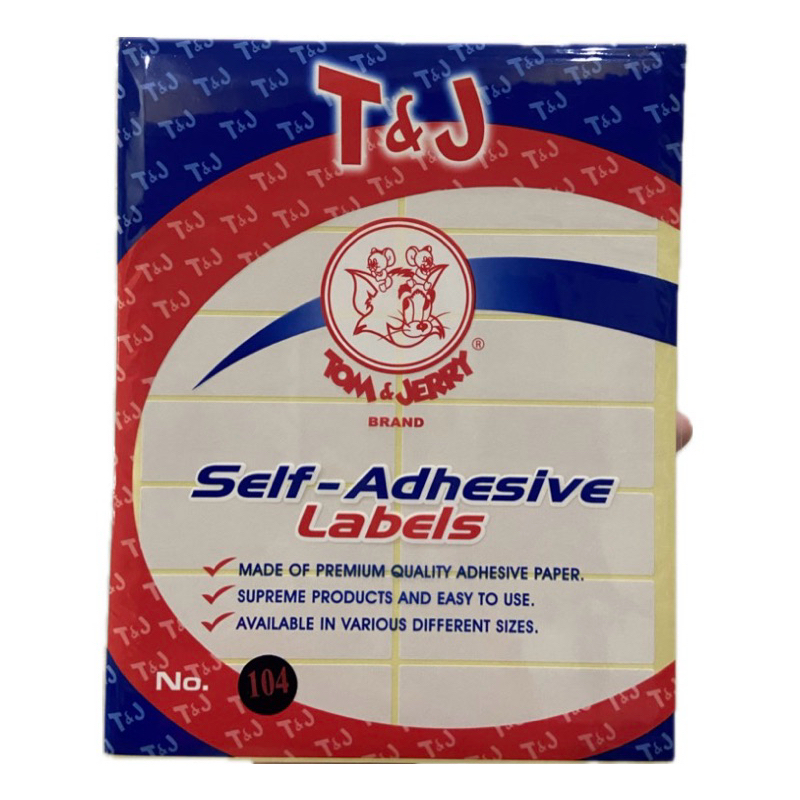 T&J
TOM & JERRY ®
BRAND
Self-Adhesive
Labels
MADE OF PREMIUM QUALITY ADHESIVE PAPER.
SUPREME PRODUCTS AND EASY TO USE.
AVAILABLE IN VARIOUS DIFFERENT SIZES.
No. 104